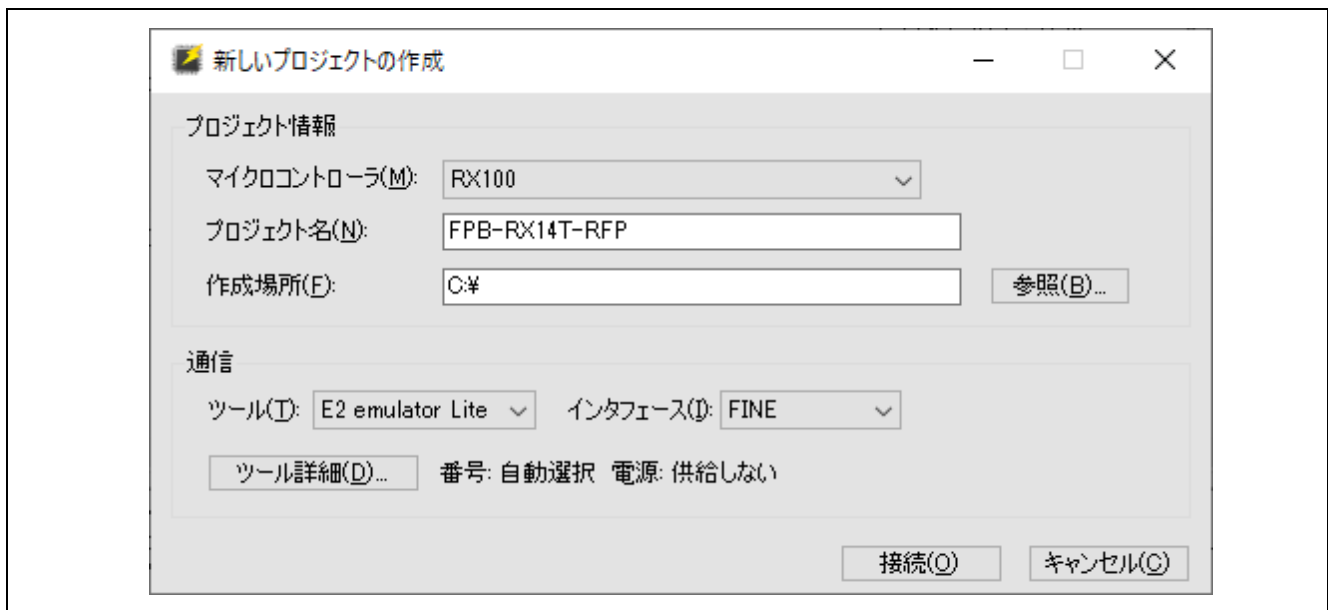 新しいプロジェクトの作成
プロジェクト情報
マイクロコントローラ(M): RX100
プロジェクト名(N): FPB-RX14T-RFP
作成場所(F): C:¥ 参照(B)...
通信
ツール(T): E2 emulator Lite インタフェース(I): FINE
ツール詳細(D)... 番号: 自動選択 電源: 供給しない
接続(O) キャンセル(C)